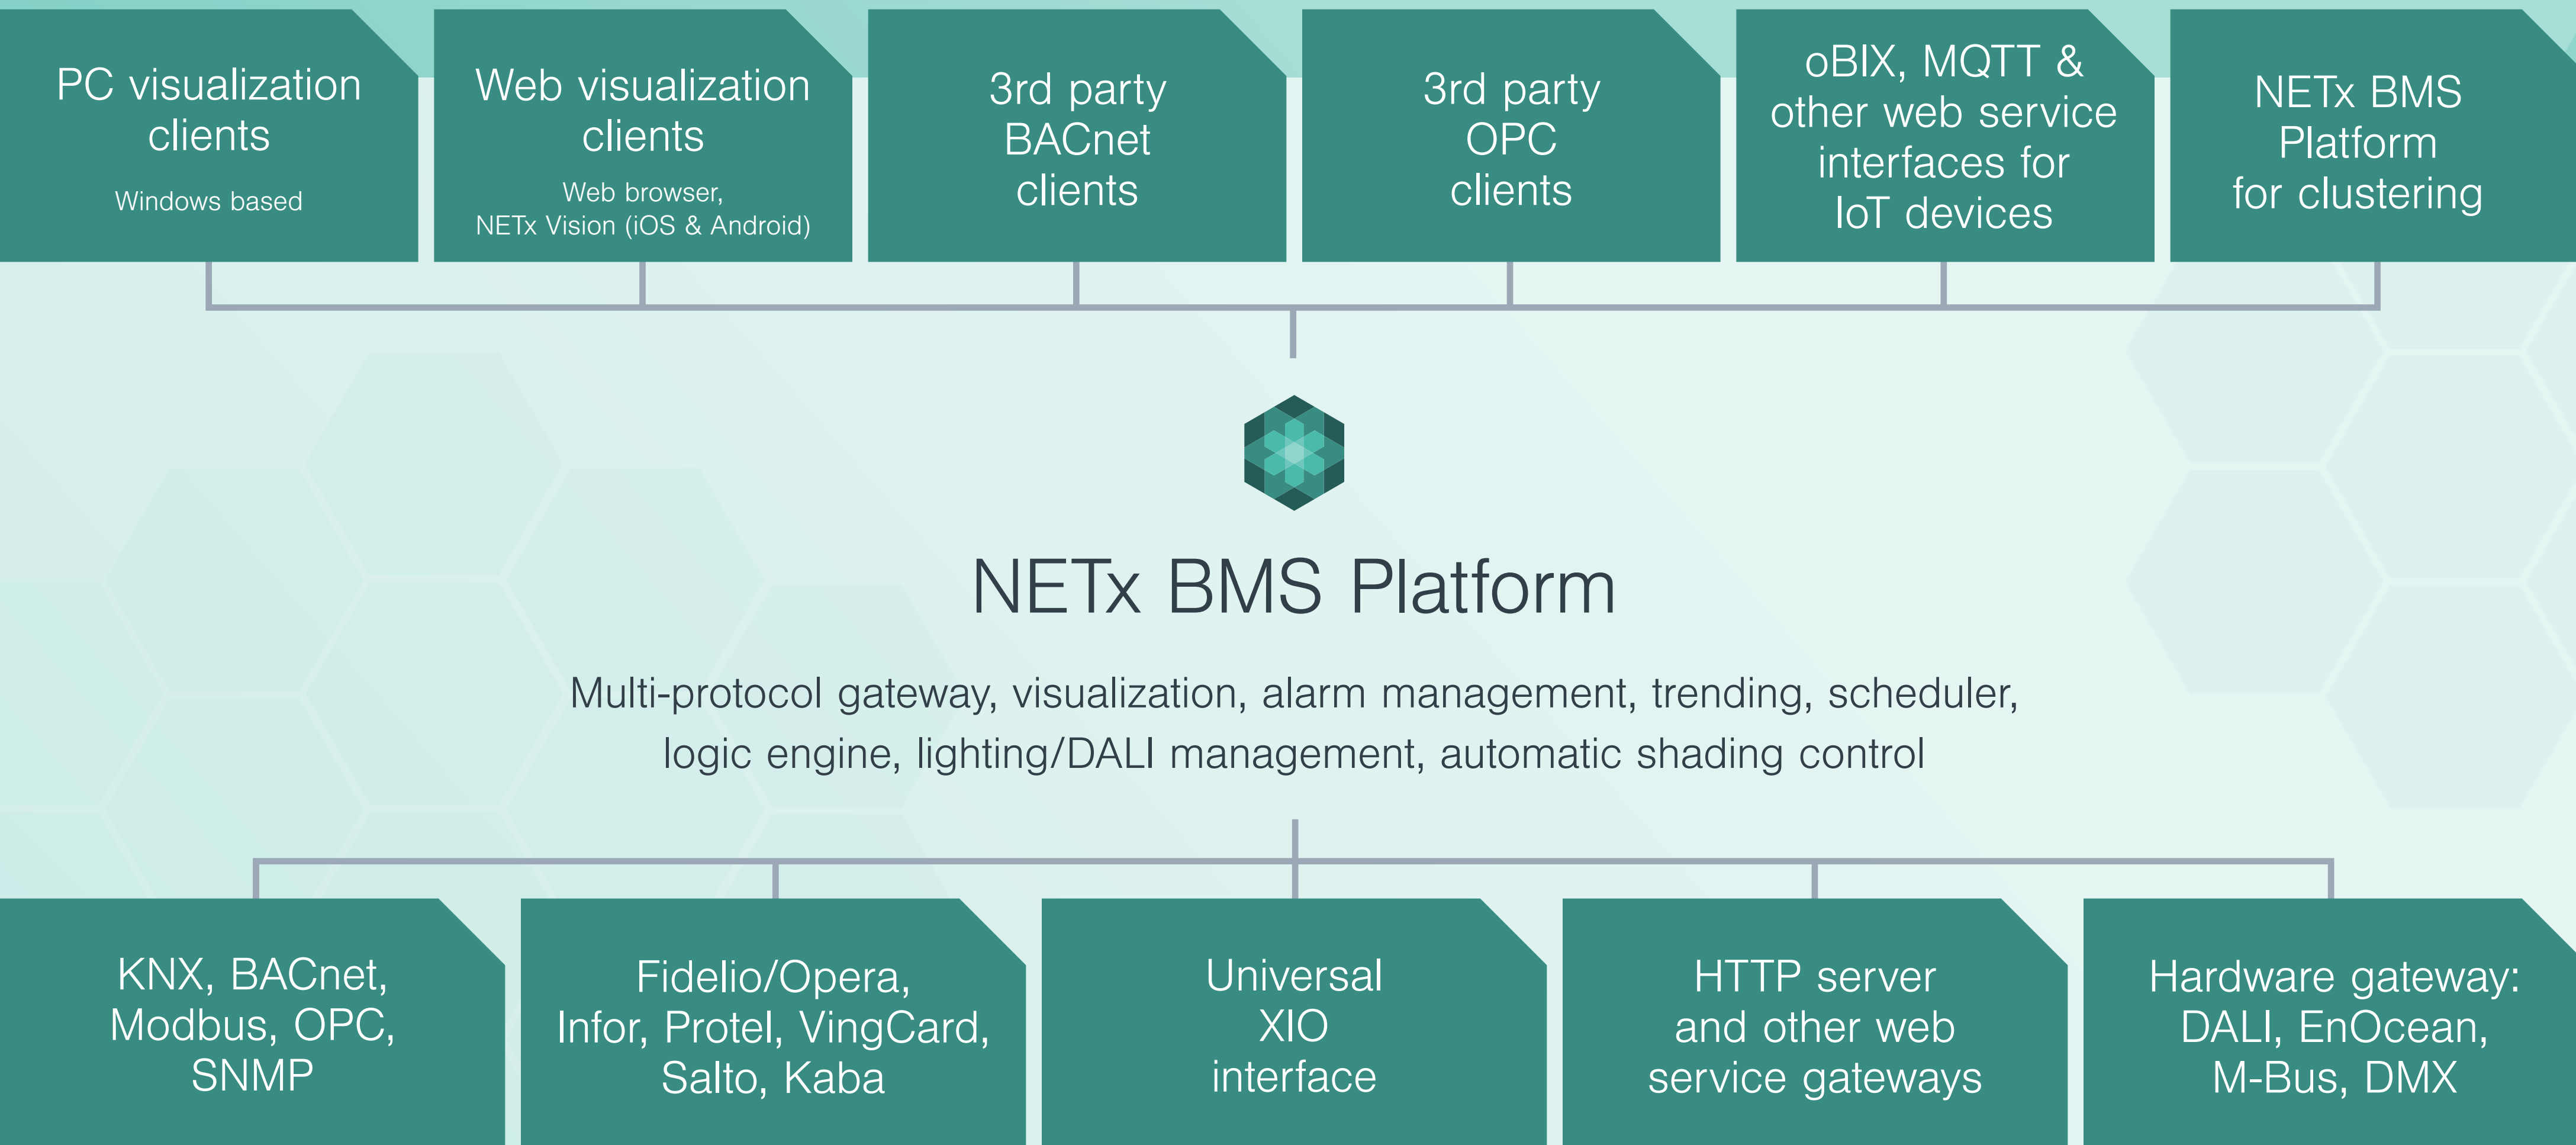 PC visualization
clients
Windows based
Web visualization
clients
Web browser,
NETx Vision (iOS & Android)
3rd party
BACnet
clients
3rd party
OPC
clients
oBIX, MQTT &
other web service
interfaces for
IoT devices
NETx BMS
Platform
for clustering
NETx BMS Platform
Multi-protocol gateway, visualization, alarm management, trending, scheduler,
logic engine, lighting/DALI management, automatic shading control
KNX, BACnet,
Modbus, OPC,
SNMP
Fidelio/Opera,
Infor, Protel, VingCard,
Salto, Kaba
Universal
XIO
interface
HTTP server
and other web
service gateways
Hardware gateway:
DALI, EnOcean,
M-Bus, DMX